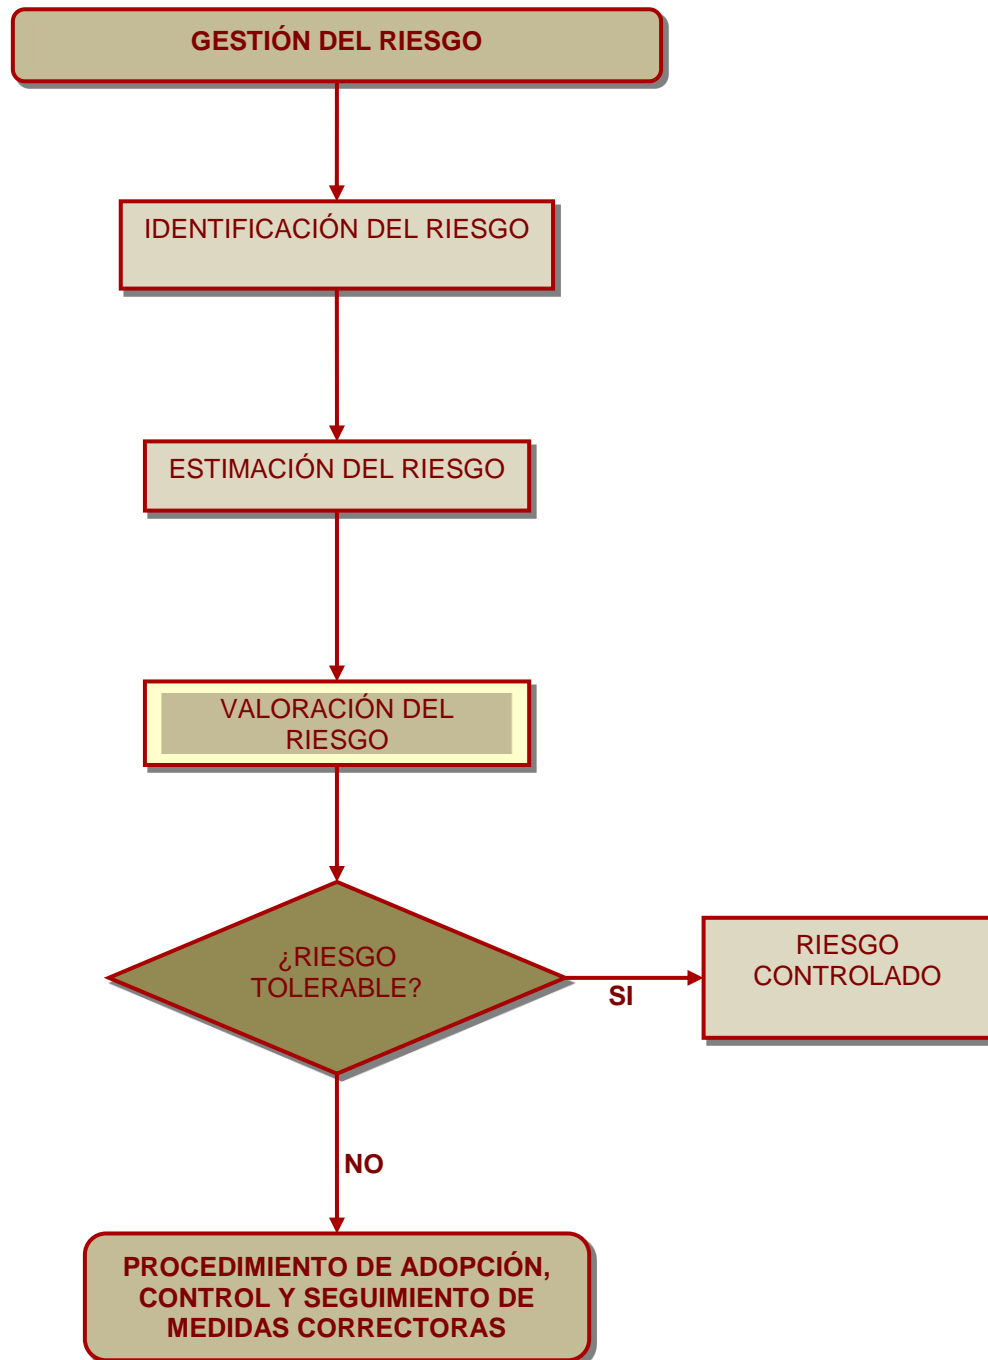 GESTIÓN DEL RIESGO
IDENTIFICACIÓN DEL RIESGO
ESTIMACIÓN DEL RIESGO
VALORACIÓN DEL
RIESGO
¿RIESGO
TOLERABLE?
SI
RIESGO
CONTROLADO
NO
PROCEDIMIENTO DE ADOPCIÓN,
CONTROL Y SEGUIMIENTO DE
MEDIDAS CORRECTORAS